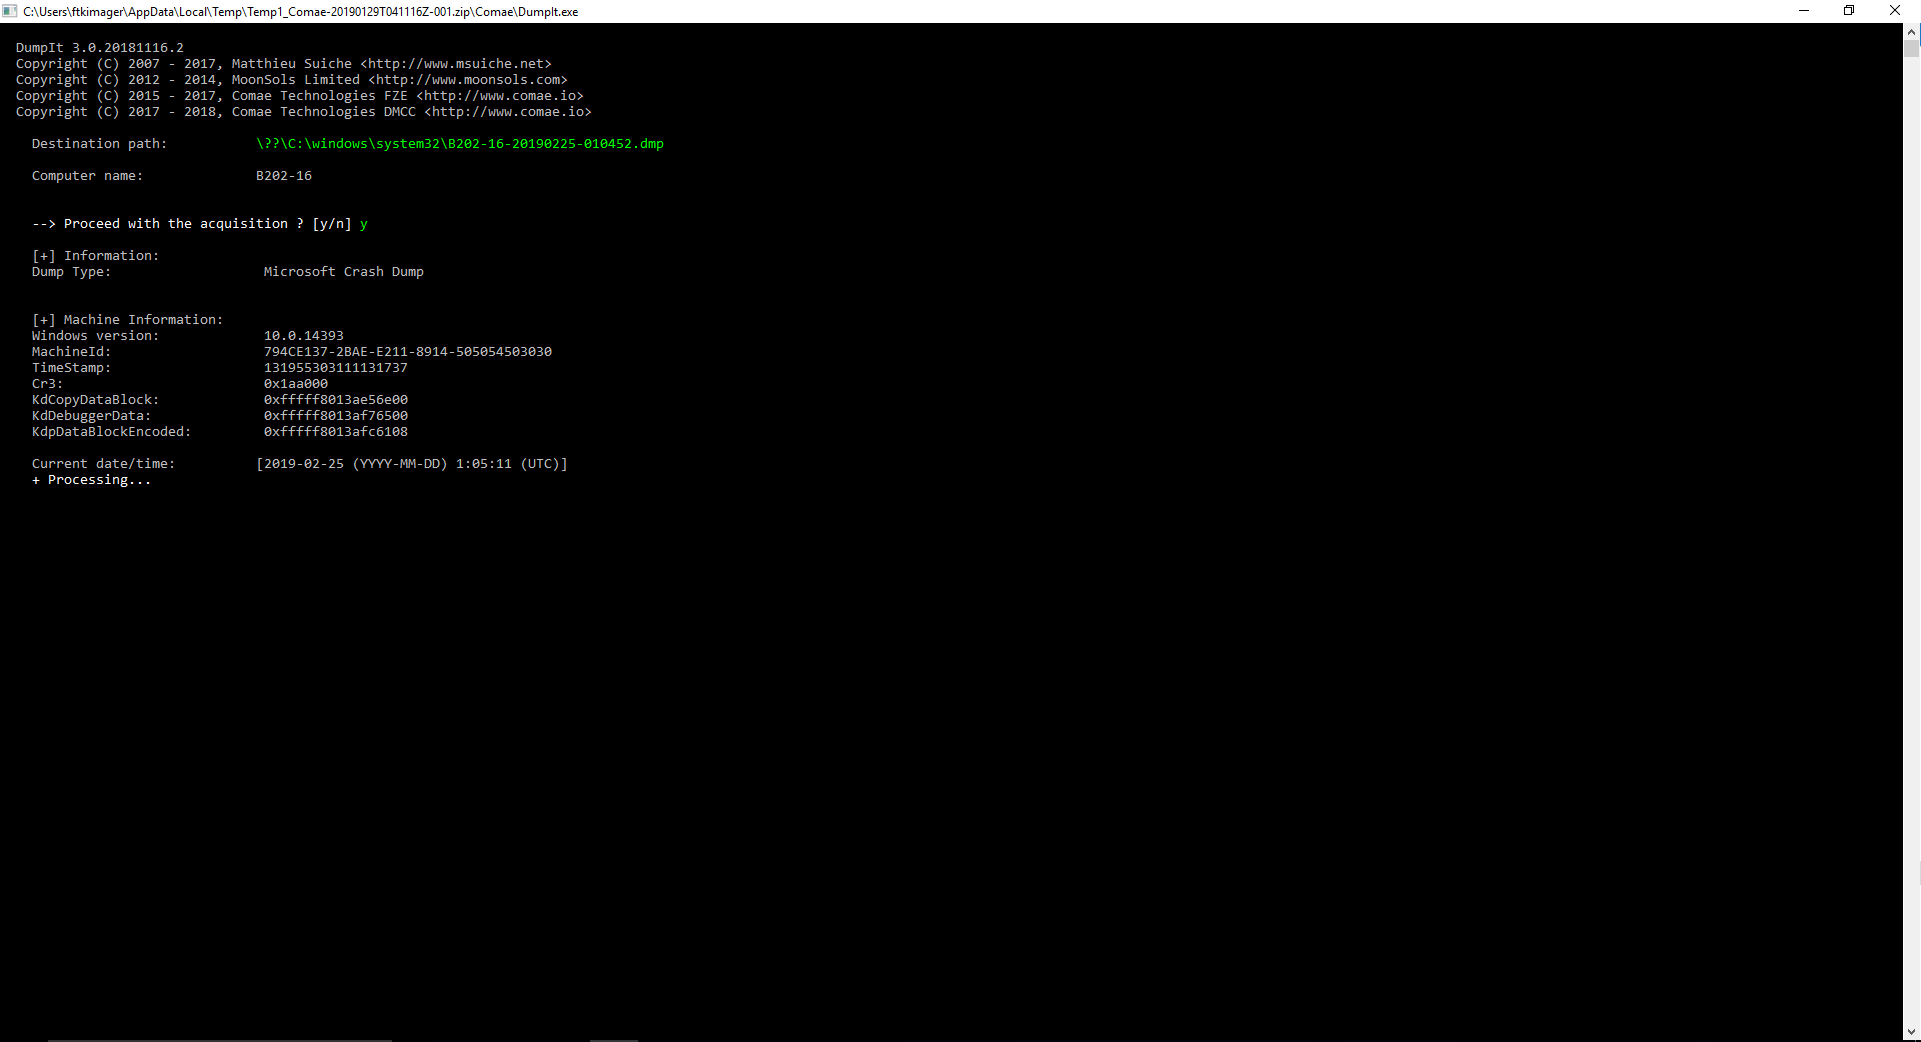 C:\Users\ftkimager\AppData\Local\Temp\Temp1_Comae-20190129T041116Z-001.zip\Comae\DumpIt.exe
DumpIt 3.0.20181116.2
Copyright (C) 2007 - 2017, Matthieu Suiche <http://www.msuiche.net>
Copyright (C) 2012 - 2014, MoonSols Limited <http://www.moonsols.com>
Copyright (C) 2015 - 2017, Comae Technologies FZE <http://www.comae.io>
Copyright (C) 2017 - 2018, Comae Technologies DMCC <http://www.comae.io>
Destination path: \??\C:\windows\system32\B202-16-20190225-010452.dmp
Computer name: B202-16
--> Proceed with the acquisition ? [y/n] y
[+] Information:
Dump Type: Microsoft Crash Dump
[+] Machine Information:
Windows version: 10.0.14393
MachineId: 794CE137-2BAE-E211-8914-505054503030
TimeStamp: 131955303111131737
Cr3: 0x1aa000
KdCopyDataBlock: 0xfffff8013ae56e00
KdDebuggerData: 0xfffff8013af76500
KdpDataBlockEncoded: 0xfffff8013afc6108
Current date/time: [2019-02-25 (YYYY-MM-DD) 1:05:11 (UTC)]
+ Processing...